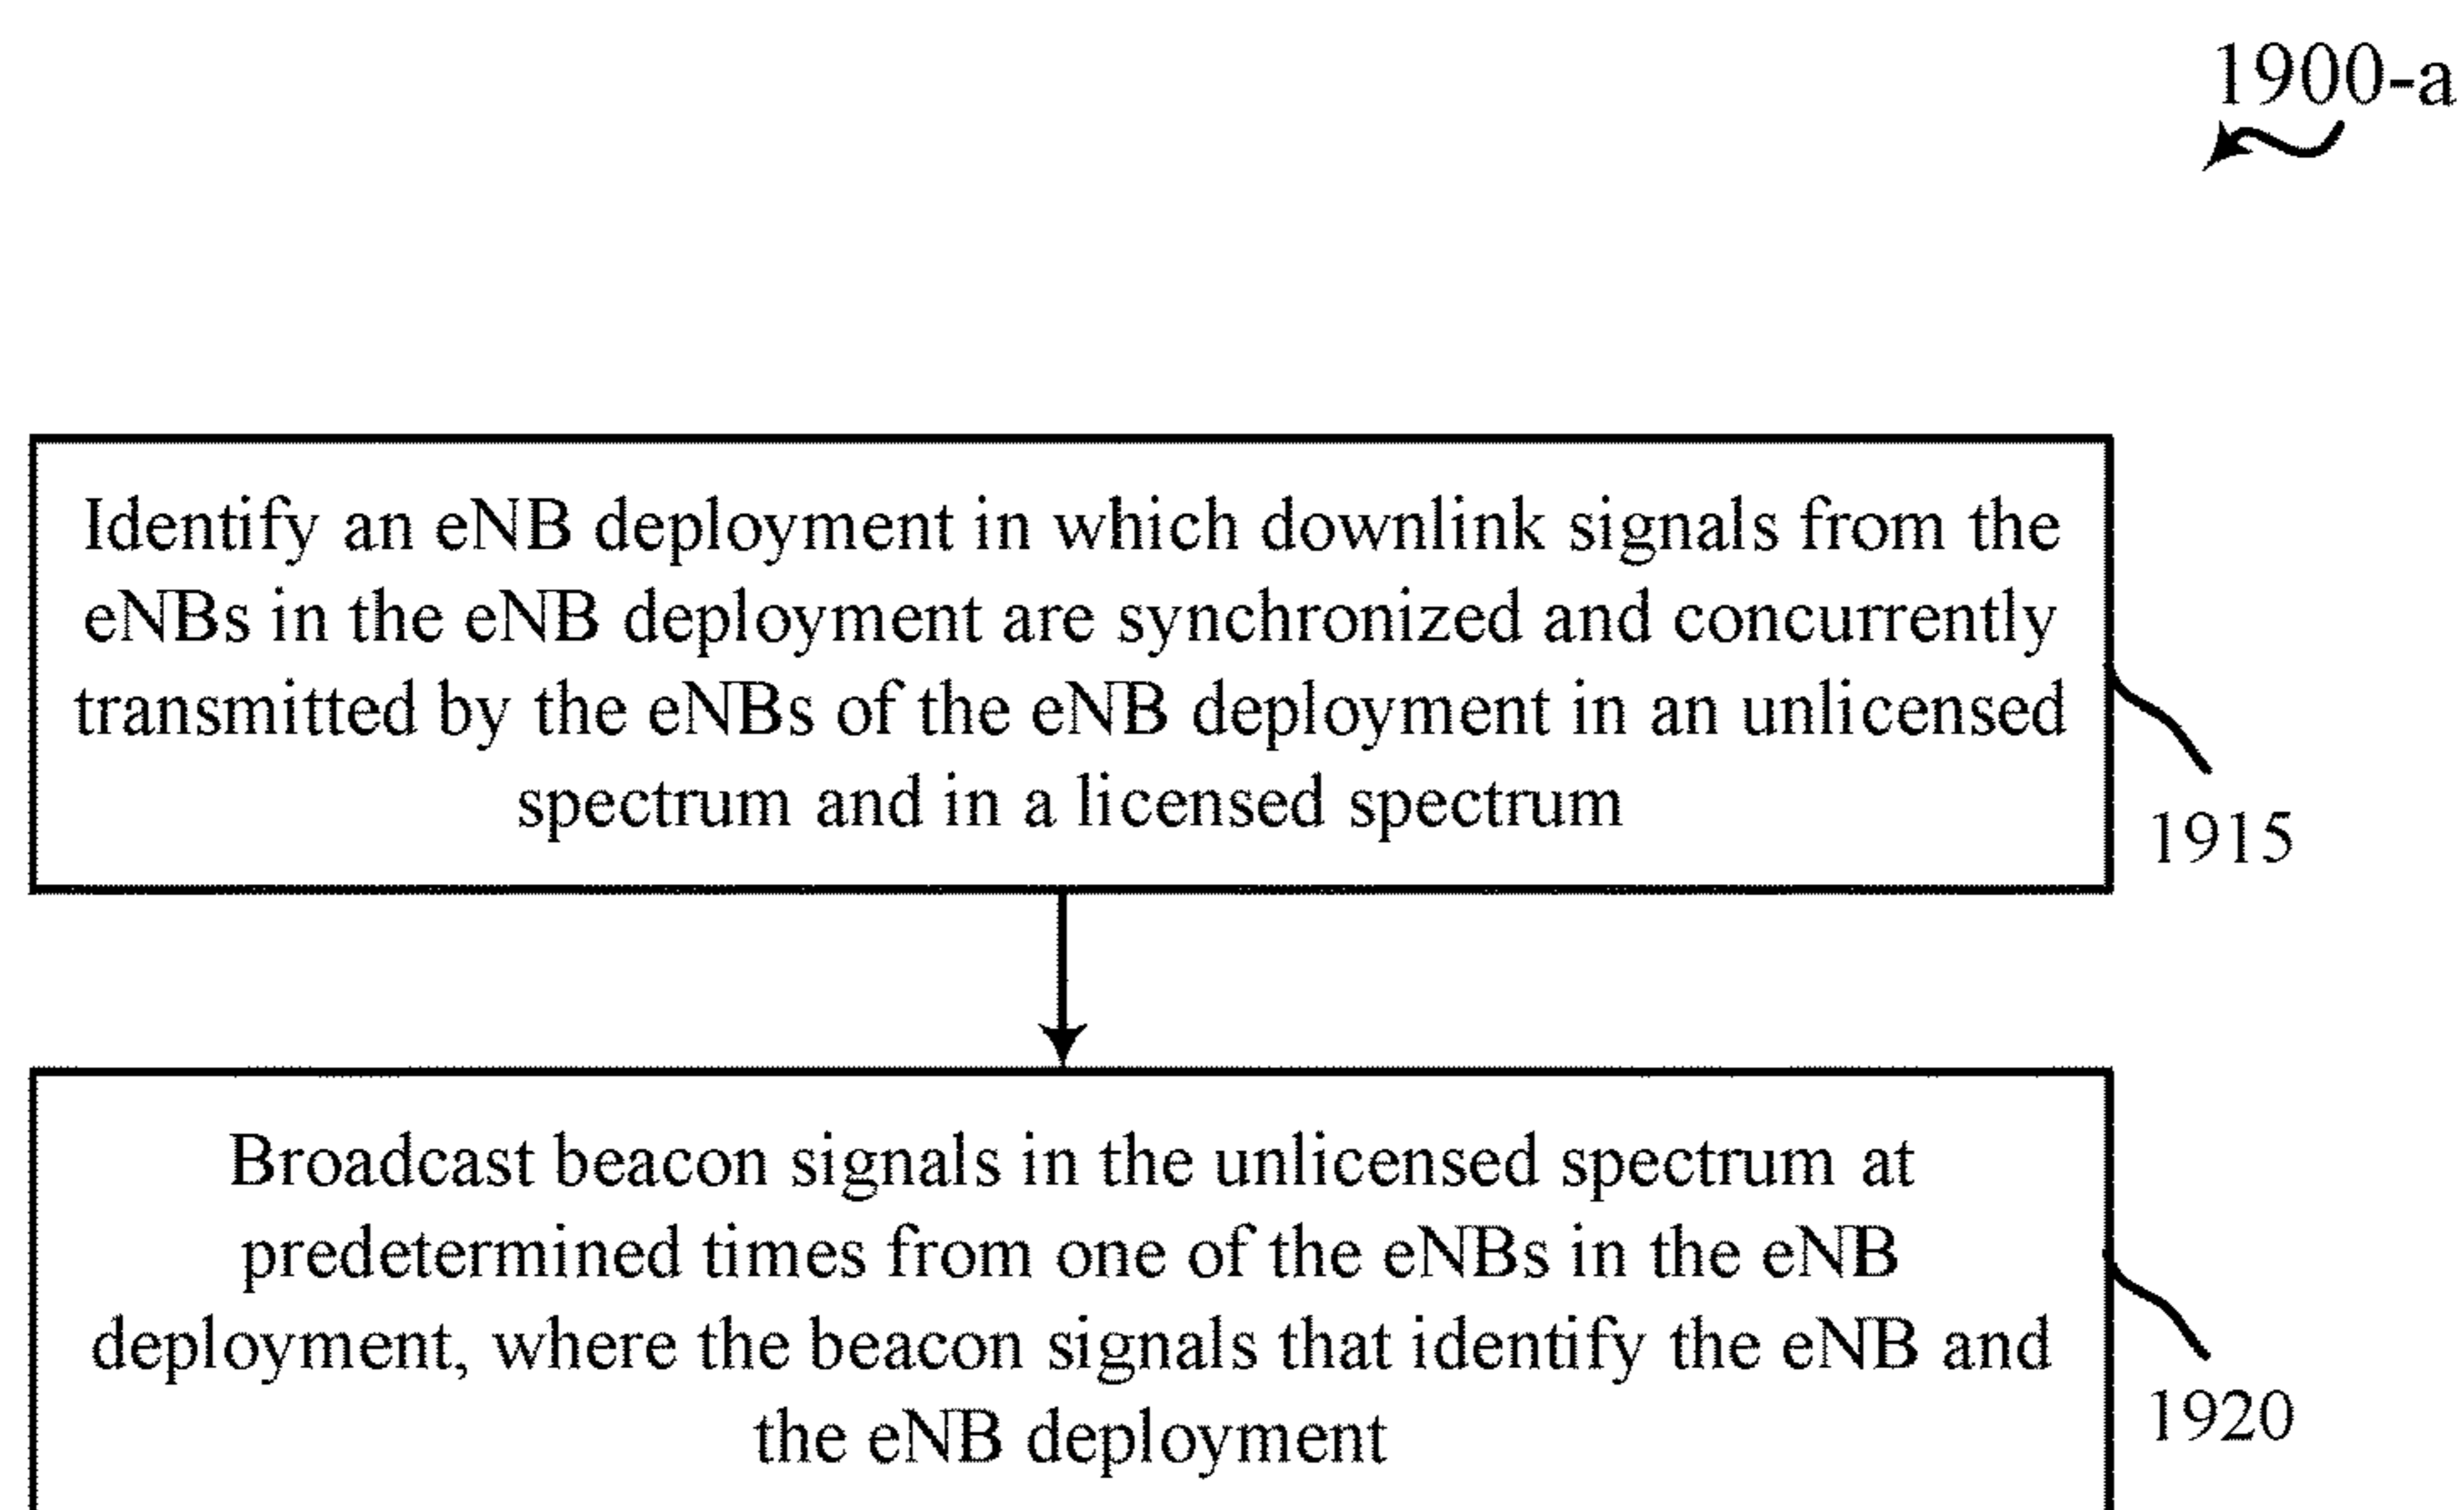 1900-a
Identify an eNB deployment in which downlink signals from the
eNBs in the eNB deployment are synchronized and concurrently
transmitted by the eNBs of the eNB deployment in an unlicensed
spectrum and in a licensed spectrum
1915
Broadcast beacon signals in the unlicensed spectrum at
predetermined times from one of the eNBs in the eNB
deployment, where the beacon signals that identify the eNB and
the eNB deployment
1920